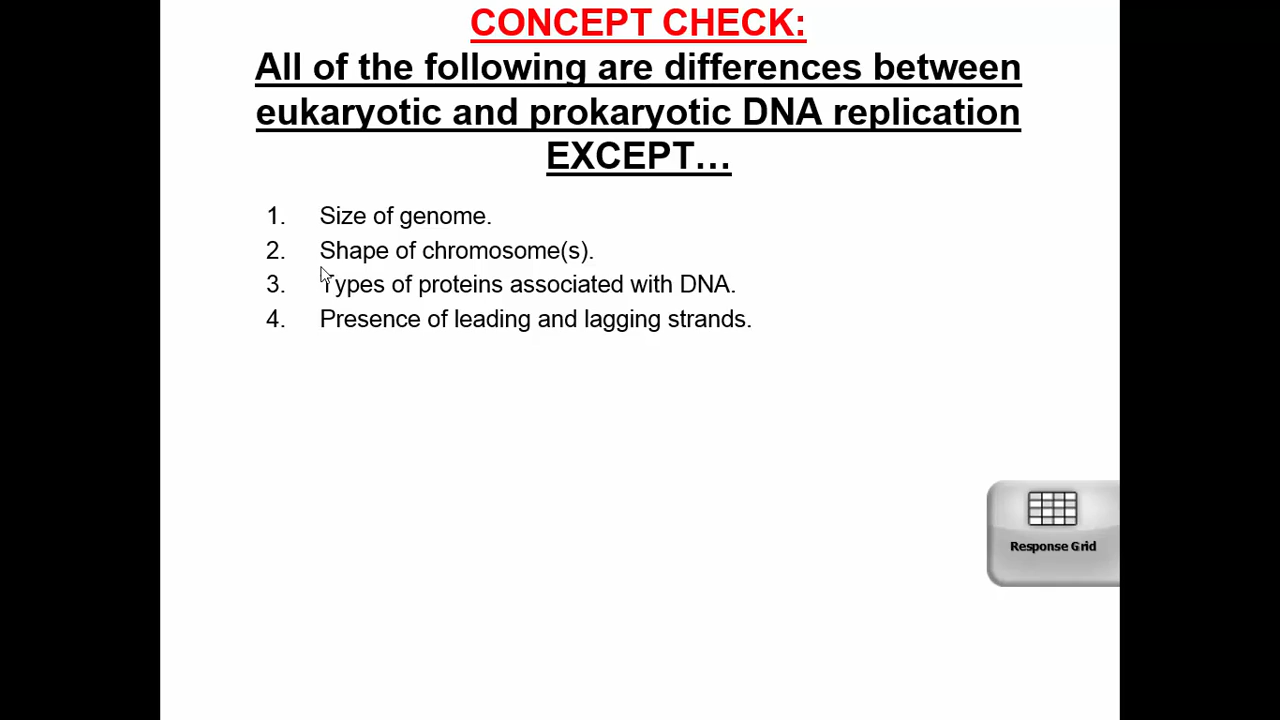 CONCEPT CHECK:
All of the following are differences between
eukaryotic and prokaryotic DNA replication
EXCEPT…
1. Size of genome.
2. Shape of chromosome(s).
3. Types of proteins associated with DNA.
4. Presence of leading and lagging strands.
Response Grid